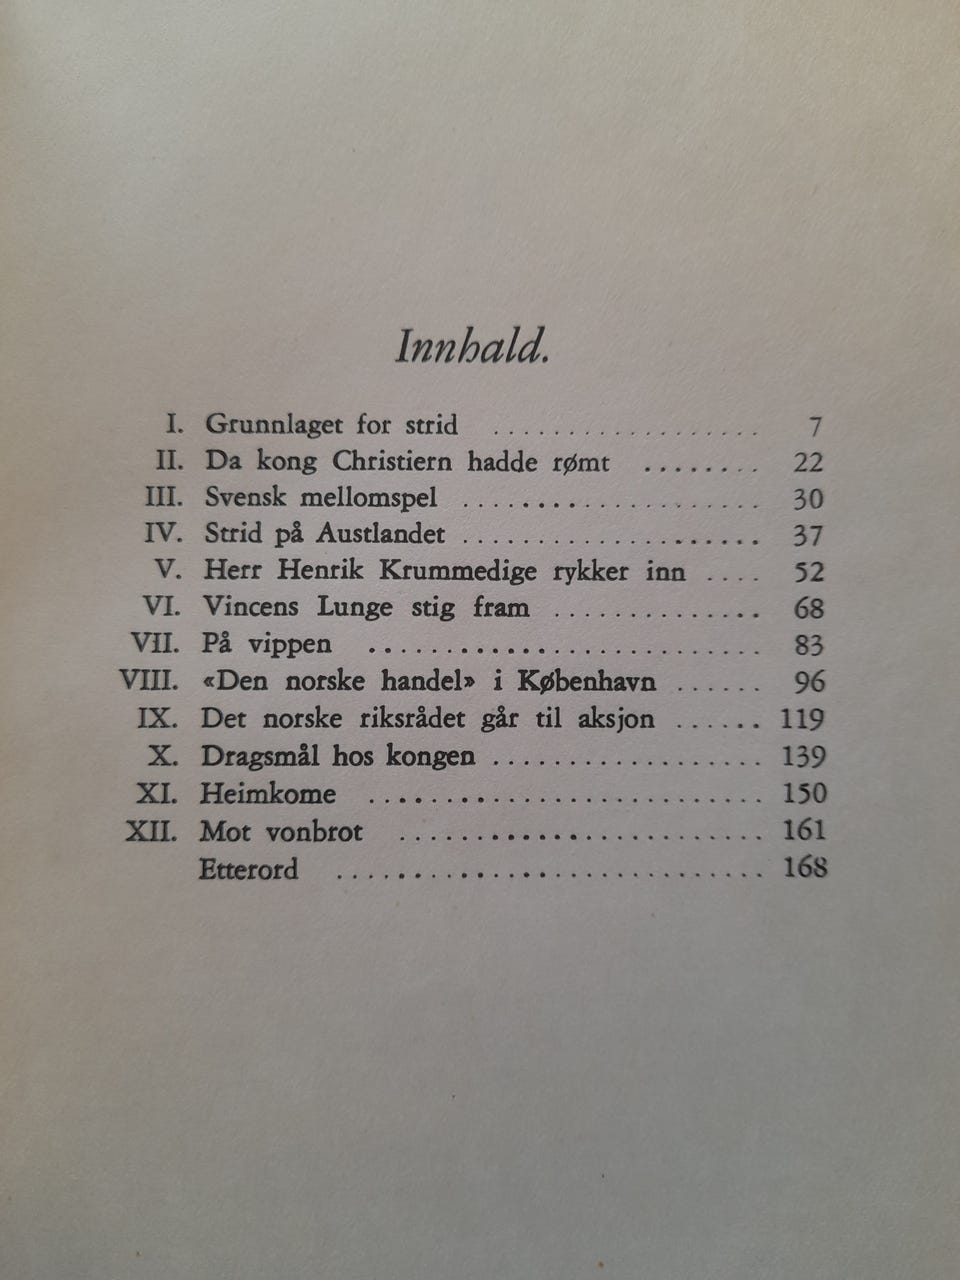 Innhald.
I. Grunnlaget for strid .................. 7
II. Da kong Christiern hadde rømt ........ 22
III. Svensk mellomspel .................... 30
IV. Strid på Austlandet .................... 37
V. Herr Henrik Krummedige rykker inn .... 52
VI. Vincens Lunge stig fram .............. 68
VII. På vippen .......................... 83
VIII. «Den norske handel» i København ...... 96
IX. Det norske riksrådet går til aksjon ...... 119
X. Dragsmål hos kongen .................. 139
XI. Heimkome .......................... 150
XII. Mot vonbrot ........................ 161
Etterord ............................ 168